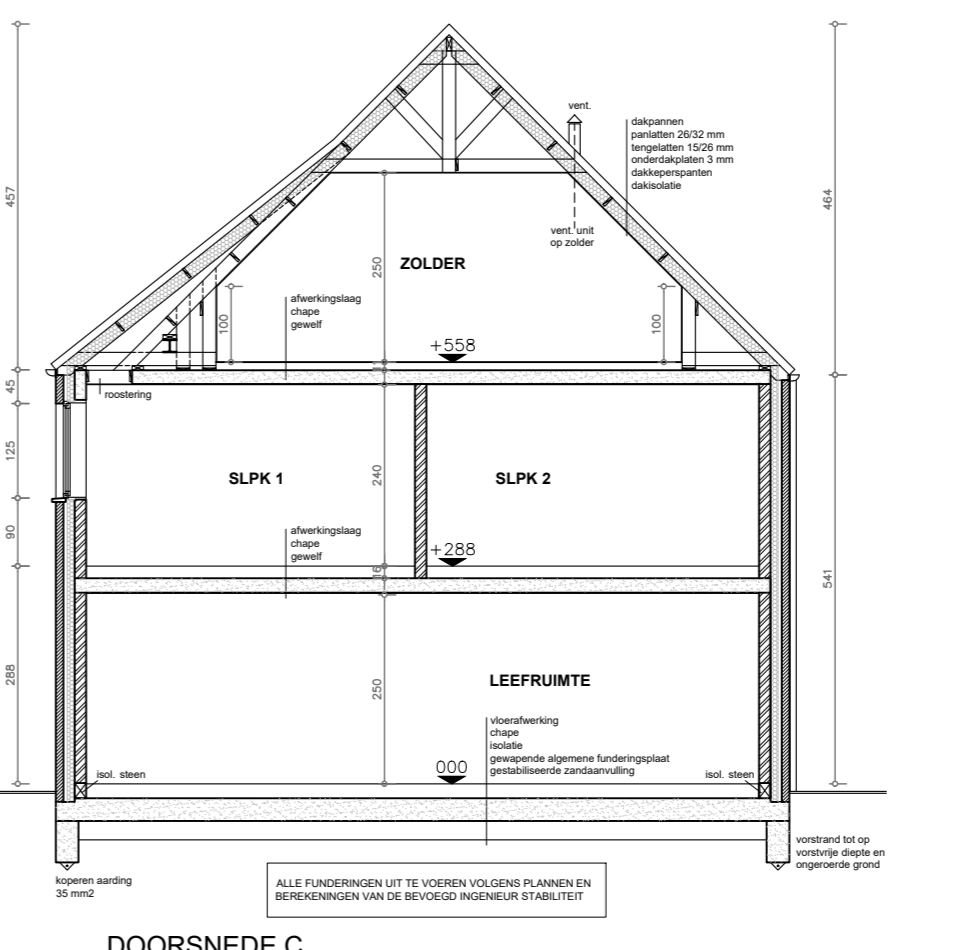 vent.
dakpannen
panlatten 26/32 mm
tengelatten 15/26 mm
onderdakplaten 3 mm
dakkeperspanten
dakisolatie
457
464
vent. unit
op zolder
250
ZOLDER
afwerkingslaag
chape
gewelf
100
100
+558
45
roostering
125
SLPK 1
240
SLPK 2
90
afwerkingslaag
chape
gewelf
+288
16
541
288
250
LEEFRUIMTE
vloerafwerking
chape
isolatie
gewapende algemene funderingsplaat
gestabiliseerde zandaanvulling
000
isol. steen
isol. steen
vorstrand tot op
vorstvrije diepte en
ongeroerde grond
koperen aarding
35 mm2
ALLE FUNDERINGEN UIT TE VOEREN VOLGENS PLANNEN EN
BEREKENINGEN VAN DE BEVOEGD INGENIEUR STABILITEIT
DOORSNEDE C